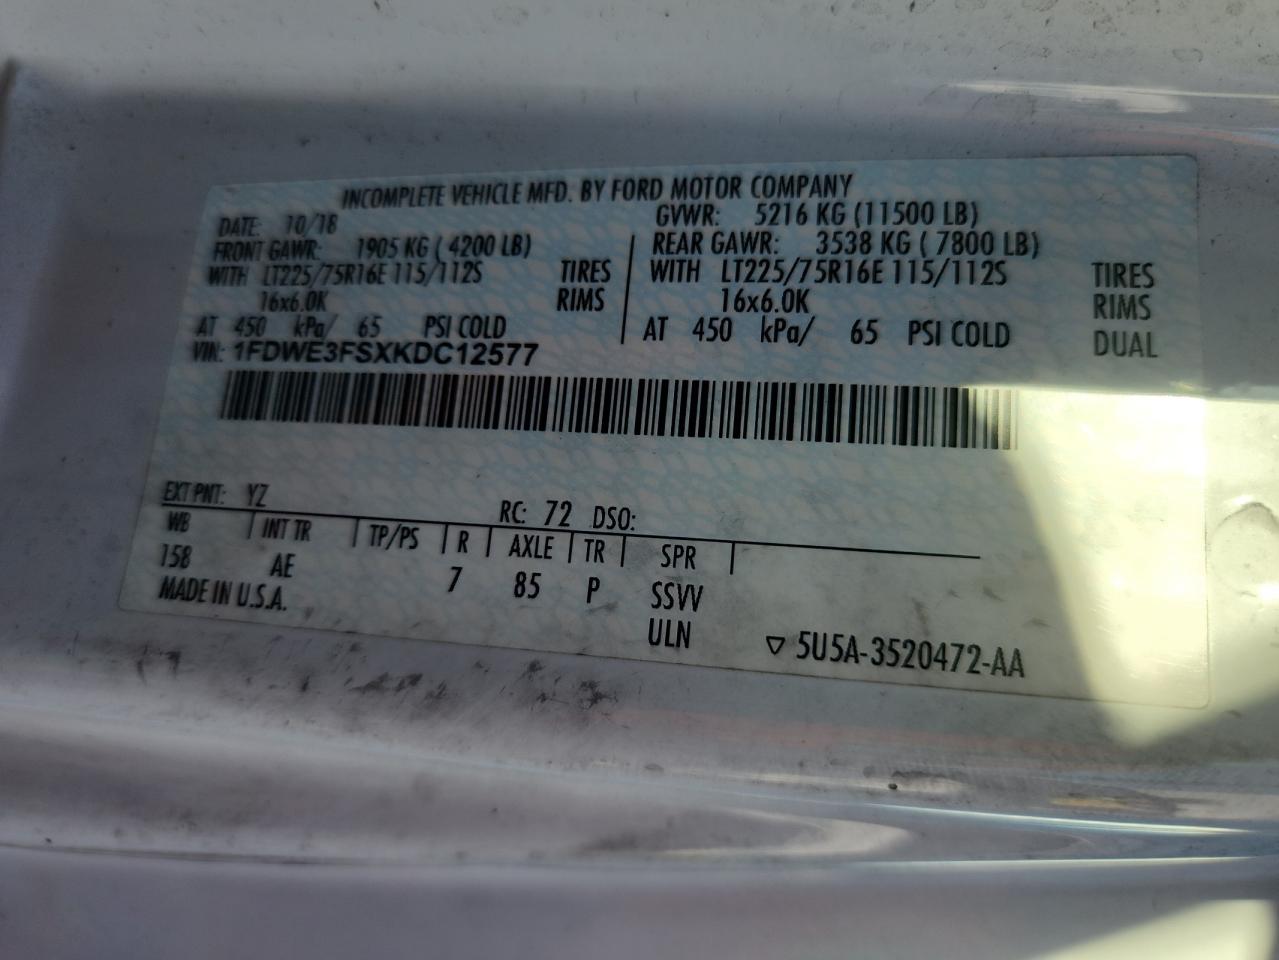 INCOMPLETE VEHICLE MFD. BY FORD MOTOR COMPANY
DATE: 10/18 GVWR: 5216 KG (11500 LB)
FRONT GAWR: 1905 KG ( 4200 LB) REAR GAWR: 3538 KG ( 7800 LB)
WITH LT225/75R16E 115/112S TIRES WITH LT225/75R16E 115/112S TIRES
16x6.0K RIMS 16x6.0K RIMS
AT 450 kPa/ 65 PSI COLD AT 450 kPa/ 65 PSI COLD DUAL
VIN: 1FDWE3FSXKDC12577
EXT PNT: YZ RC: 72 DSO:
WB INT TR TP/PS R AXLE TR SPR
158 AE 7 85 P SSVV
MADE IN U.S.A. ULN
5U5A-3520472-AA